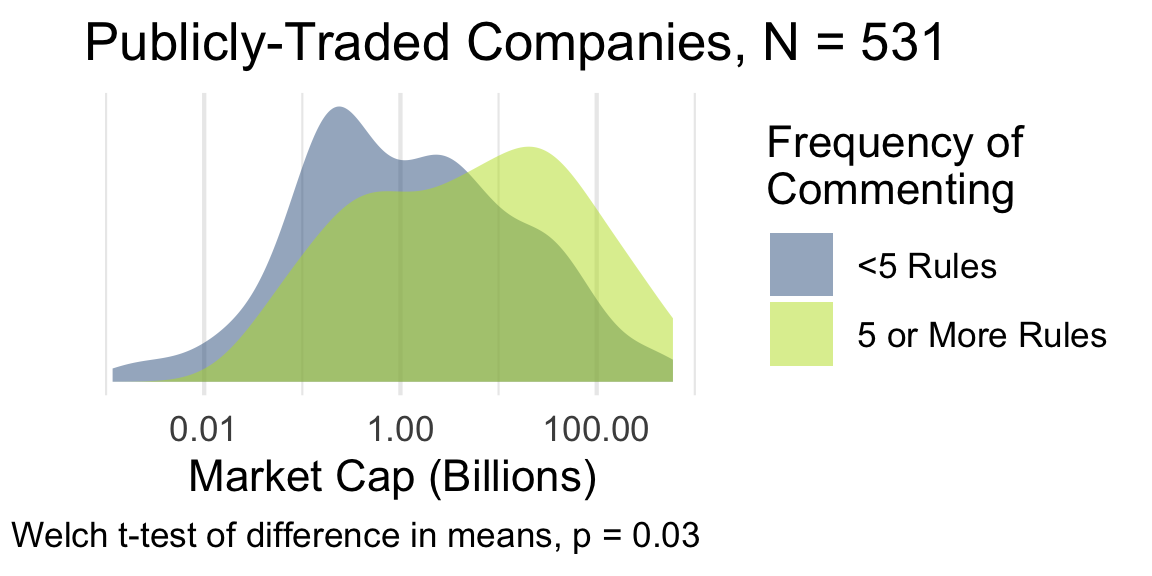 Publicly-Traded Companies, N = 531
Frequency of
Commenting
<5 Rules
5 or More Rules
0.01 1.00 100.00
Market Cap (Billions)
Welch t-test of difference in means, p = 0.03